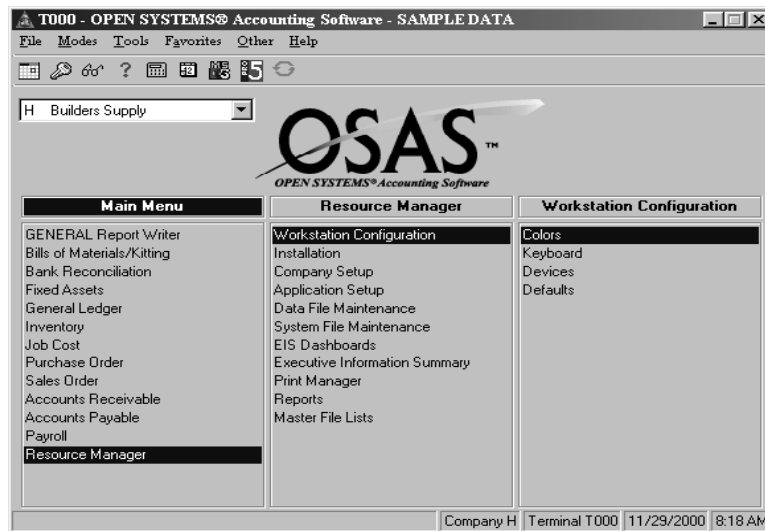 T000 - OPEN SYSTEMS® Accounting Software - SAMPLE DATA
File Modes Tools Favorites Other Help
H Builders Supply
OSAS™
OPEN SYSTEMS® Accounting Software
Main Menu
GENERAL Report Writer
Bills of Materials/Kitting
Bank Reconciliation
Fixed Assets
General Ledger
Inventory
Job Cost
Purchase Order
Sales Order
Accounts Receivable
Accounts Payable
Payroll
Resource Manager
Resource Manager
Workstation Configuration
Installation
Company Setup
Application Setup
Data File Maintenance
System File Maintenance
EIS Dashboards
Executive Information Summary
Print Manager
Reports
Master File Lists
Workstation Configuration
Colors
Keyboard
Devices
Defaults
Company H Terminal T000 11/29/2000 8:18 AM